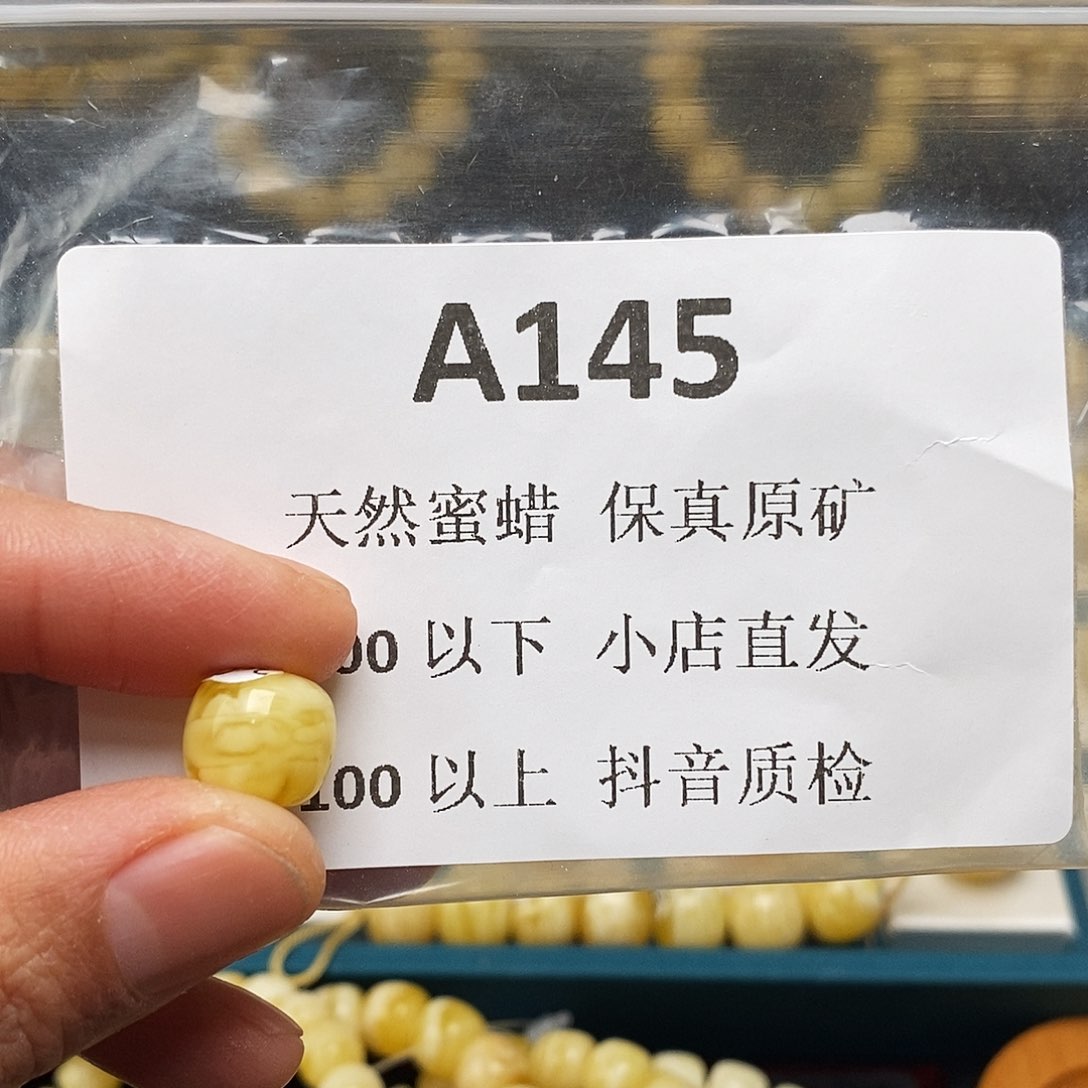 A145
天然蜜蜡 保真原矿
00 以下 小店直发
100 以上 抖音质检